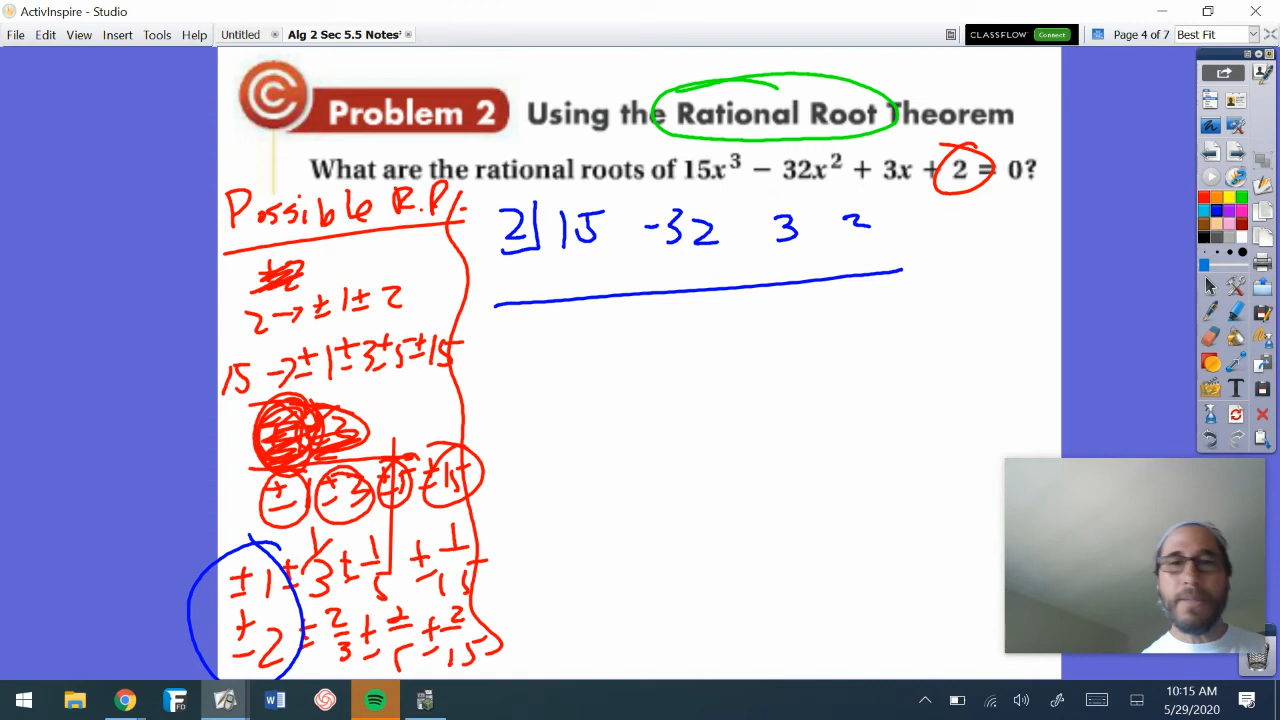 ActivInspire - Studio
File Edit View Insert Tools Help Untitled Alg 2 Sec 5.5 Notes* CLASSFLOW Connect Page 4 of 7 Best Fit
C Problem 2 Using the Rational Root Theorem
What are the rational roots of 15x³ − 32x² + 3x + 2 = 0?
Possible R.P.
2 15 -32 3 2
2 → ±1 ±2
15 → ±1 ±3 ±5 ±15
±3 ±15
±1 ±1/3 ±1/5 ±1/15
±2 ±2/3 ±2/5 ±2/15
10:15 AM
5/29/2020